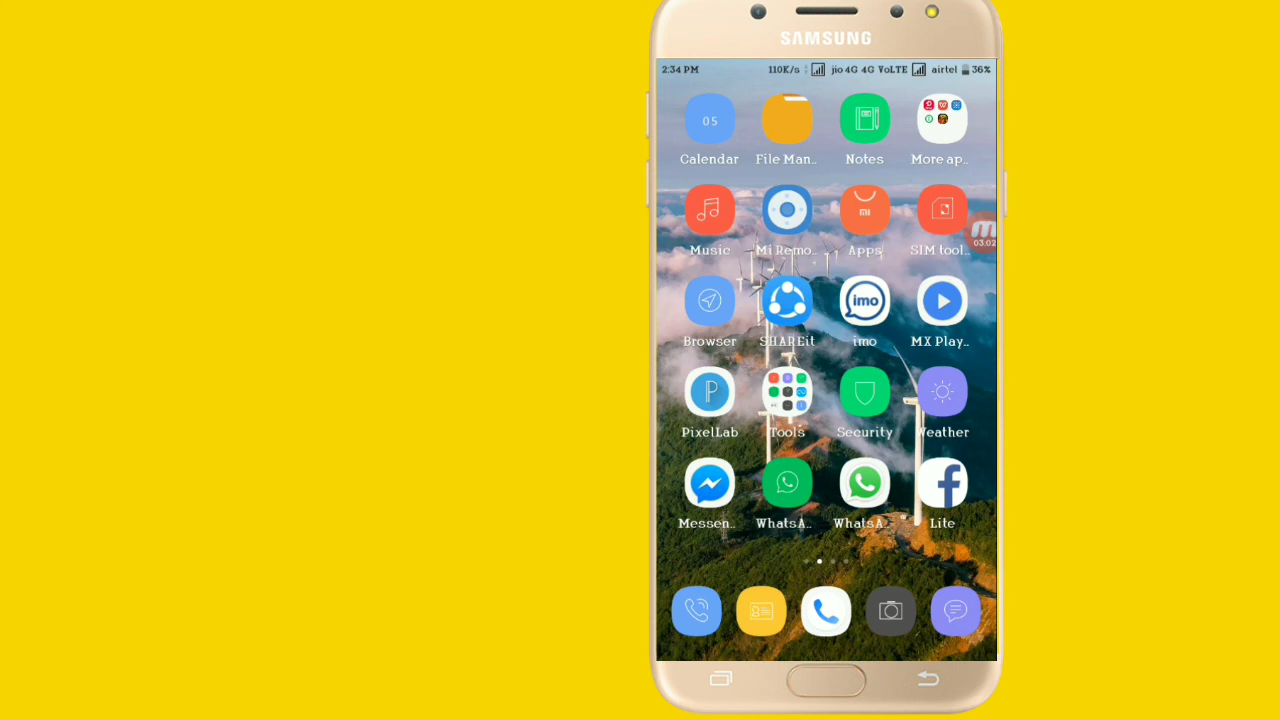 SAMSUNG
2:34 PM 110K/s jio 4G 4G VoLTE airtel 36%
05
Calendar File Man.. Notes More ap..
mi
03:02
Music Mi Remo.. Apps SIM tool..
imo
Browser SHAREit imo MX Play..
P
PixelLab Tools Security Weather
f
Messen.. WhatsA.. WhatsA.. Lite